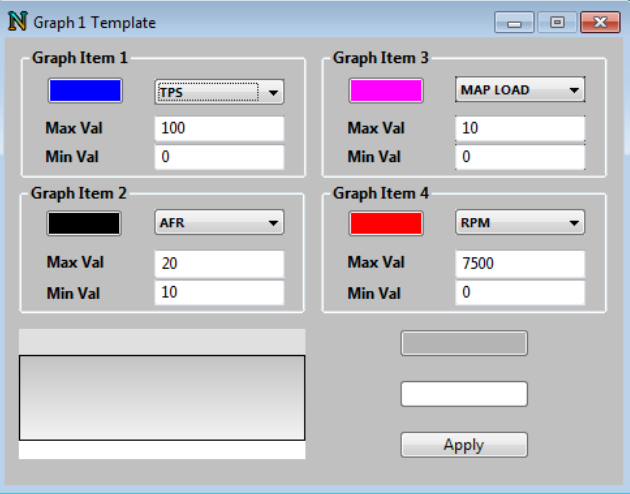 Graph 1 Template
Graph Item 1
TPS
Max Val 100
Min Val 0
Graph Item 3
MAP LOAD
Max Val 10
Min Val 0
Graph Item 2
AFR
Max Val 20
Min Val 10
Graph Item 4
RPM
Max Val 7500
Min Val 0
Apply